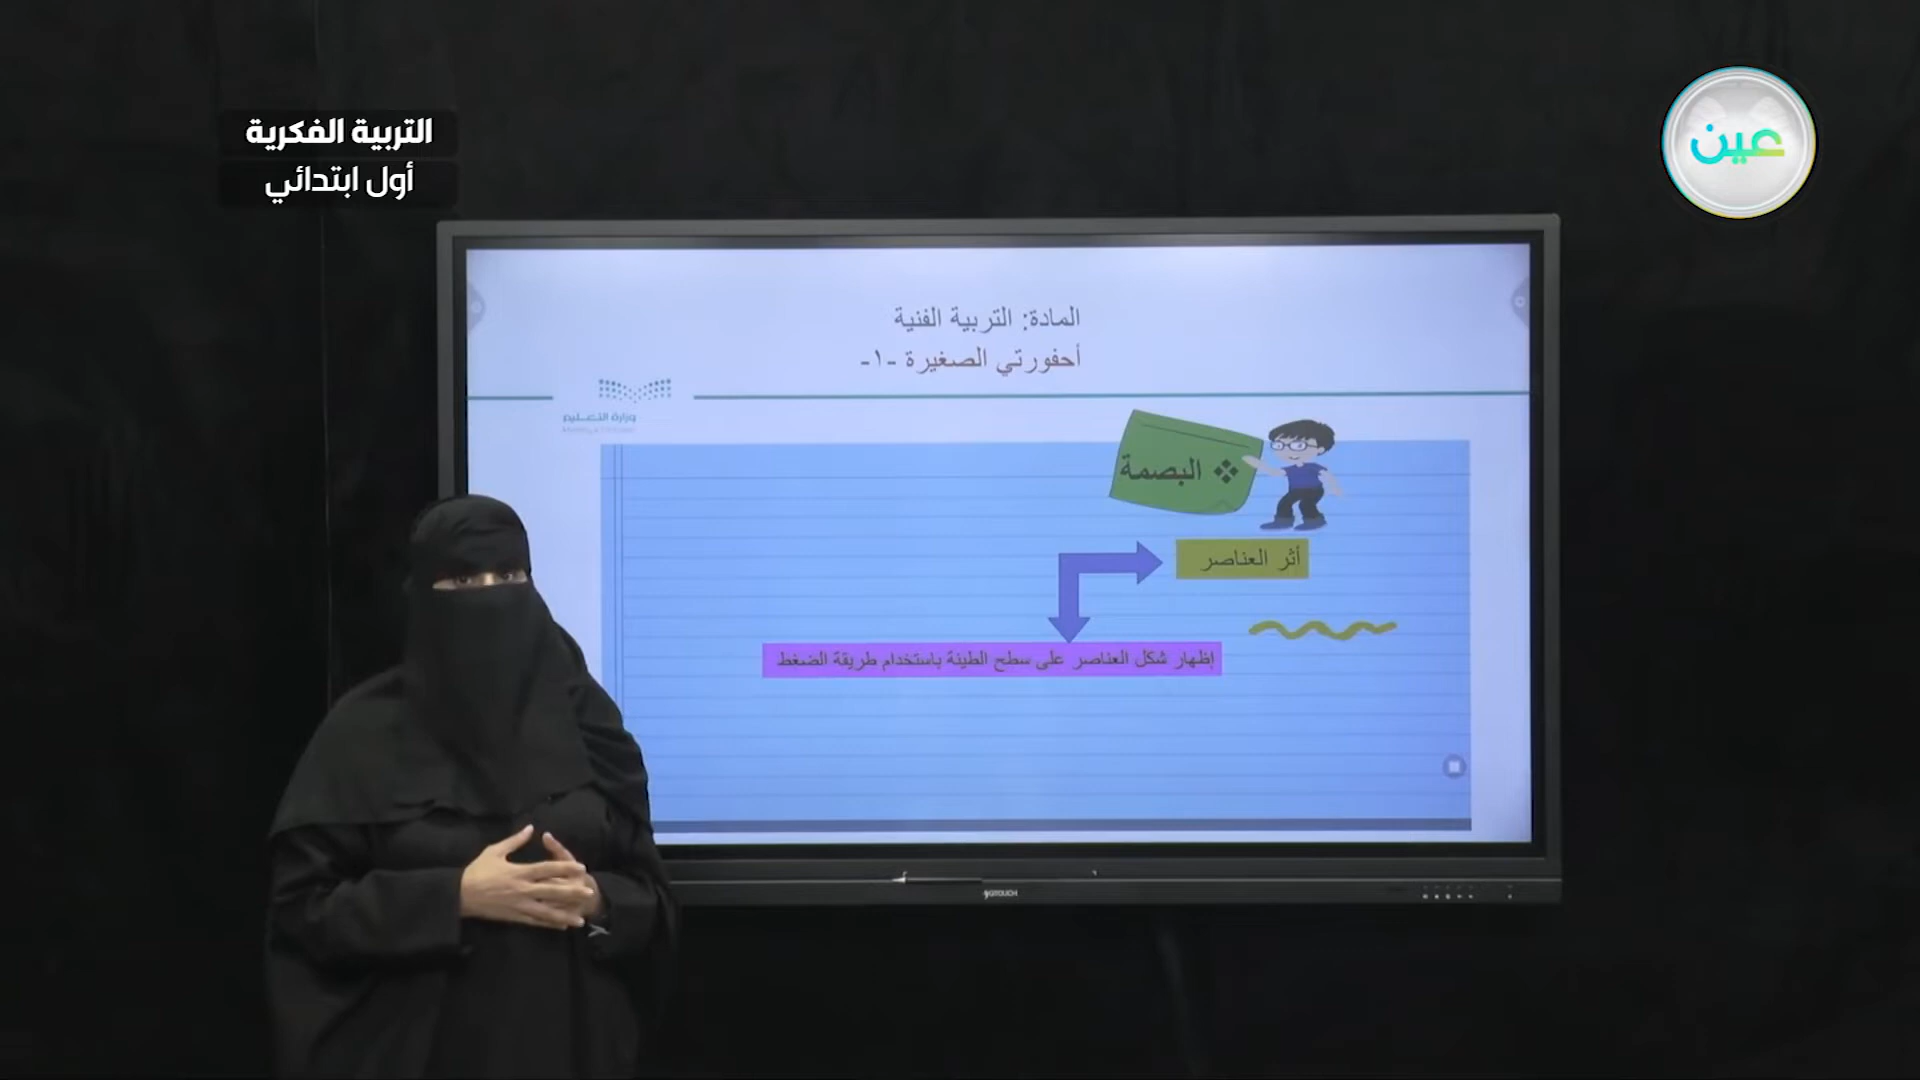 التربية الفكرية
أول ابتدائي
عين
المادة: التربية الفنية
أحفورتي الصغيرة -١-
وزارة التعليم
❖ البصمة
أثر العناصر
إظهار شكل العناصر على سطح الطينة باستخدام طريقة الضغط